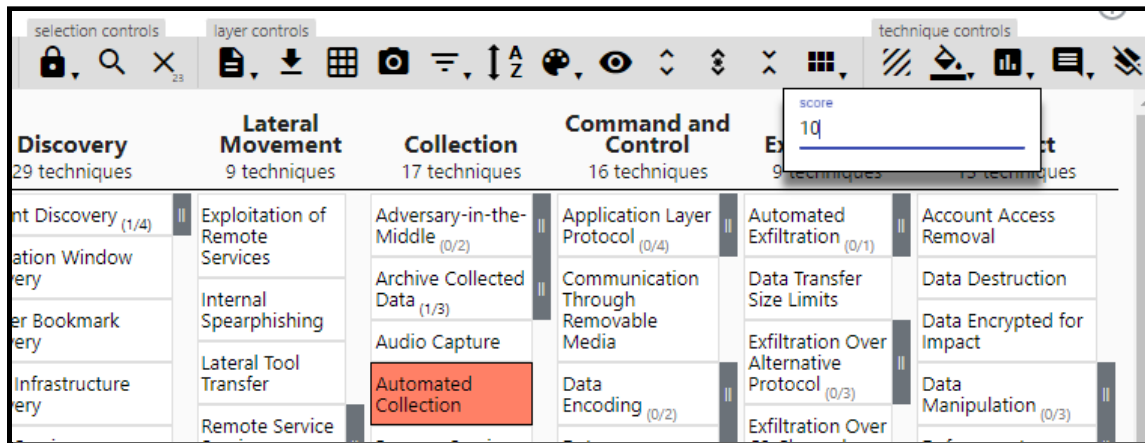 selection controls
layer controls
technique controls
23
score
10
Discovery
29 techniques
Lateral
Movement
9 techniques
Collection
17 techniques
Command and
Control
16 techniques
nt Discovery (1/4)
ation Window
ery
er Bookmark
ery
Infrastructure
ery
Exploitation of
Remote
Services
Internal
Spearphishing
Lateral Tool
Transfer
Remote Service
Adversary-in-the-
Middle (0/2)
Archive Collected
Data (1/3)
Audio Capture
Automated
Collection
Application Layer
Protocol (0/4)
Communication
Through
Removable
Media
Data
Encoding (0/2)
Automated
Exfiltration (0/1)
Data Transfer
Size Limits
Exfiltration Over
Alternative
Protocol (0/3)
Exfiltration Over
Account Access
Removal
Data Destruction
Data Encrypted for
Impact
Data
Manipulation (0/3)